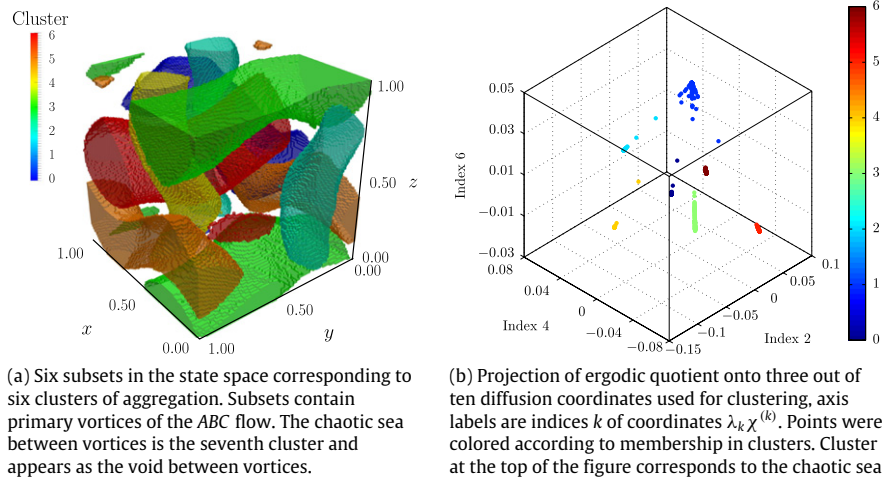 Cluster
6
5
4
3
2
1
0
1.00
0.50
z
0.00
0.00
0.50
y
1.00
1.00
0.50
x
0.00
(a) Six subsets in the state space corresponding to
six clusters of aggregation. Subsets contain
primary vortices of the ABC flow. The chaotic sea
between vortices is the seventh cluster and
appears as the void between vortices.
0.05
0.03
0.01
−0.01
−0.03
Index 6
0.08
0.04
0
−0.04
−0.08
Index 4
−0.15
−0.1
−0.05
0
0.05
0.1
Index 2
6
5
4
3
2
1
0
(b) Projection of ergodic quotient onto three out of
ten diffusion coordinates used for clustering, axis
labels are indices k of coordinates λₖχ⁽ᵏ⁾. Points were
colored according to membership in clusters. Cluster
at the top of the figure corresponds to the chaotic sea